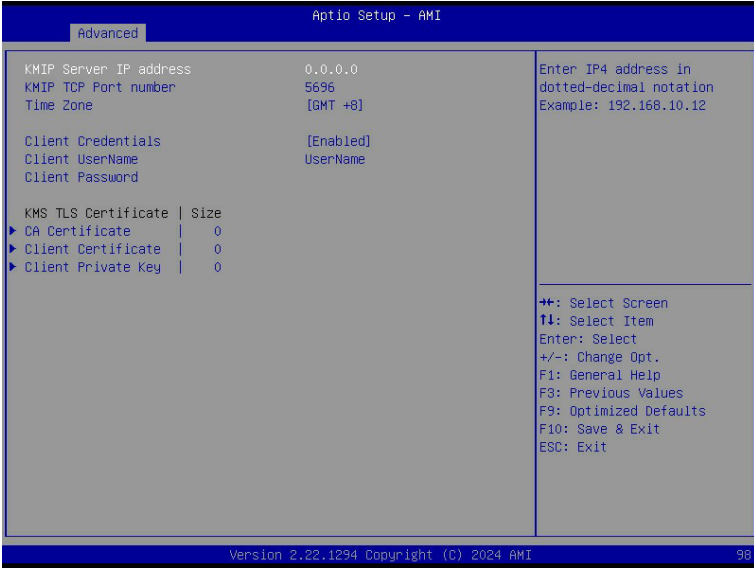 Aptio Setup – AMI
Advanced
KMIP Server IP address 0.0.0.0
KMIP TCP Port number 5696
Time Zone [GMT +8]
Client Credentials [Enabled]
Client UserName UserName
Client Password
KMS TLS Certificate | Size
▶ CA Certificate | 0
▶ Client Certificate | 0
▶ Client Private Key | 0
Enter IP4 address in
dotted-decimal notation
Example: 192.168.10.12
→←: Select Screen
↑↓: Select Item
Enter: Select
+/-: Change Opt.
F1: General Help
F3: Previous Values
F9: Optimized Defaults
F10: Save & Exit
ESC: Exit
Version 2.22.1294 Copyright (C) 2024 AMI
98